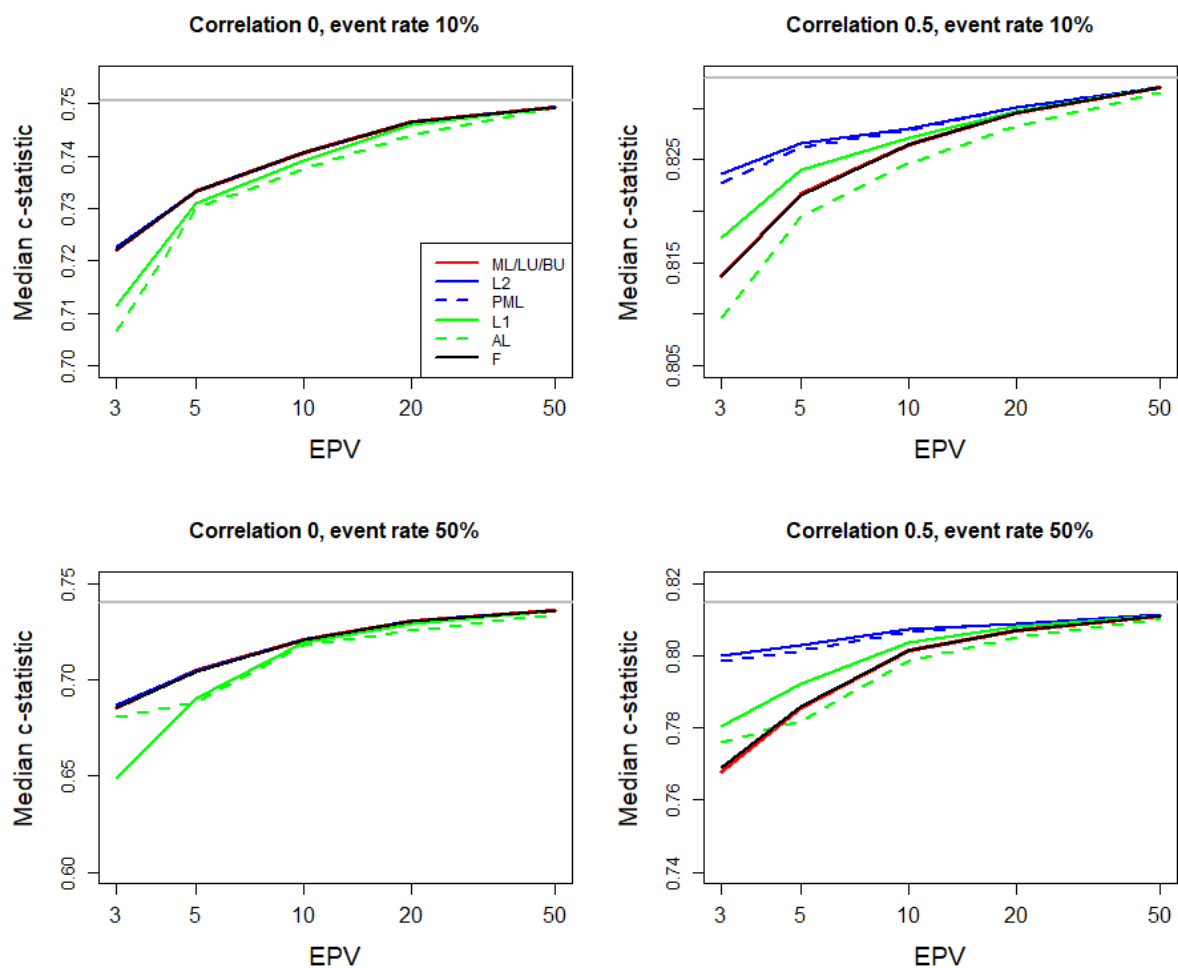 Correlation 0, event rate 10%
Median c-statistic
0.75
0.74
0.73
0.72
0.71
0.70
ML/LU/BU
L2
PML
L1
AL
F
3 5 10 20 50
EPV
Correlation 0.5, event rate 10%
Median c-statistic
0.825
0.815
0.805
3 5 10 20 50
EPV
Correlation 0, event rate 50%
Median c-statistic
0.75
0.70
0.65
0.60
3 5 10 20 50
EPV
Correlation 0.5, event rate 50%
Median c-statistic
0.82
0.80
0.78
0.76
0.74
3 5 10 20 50
EPV